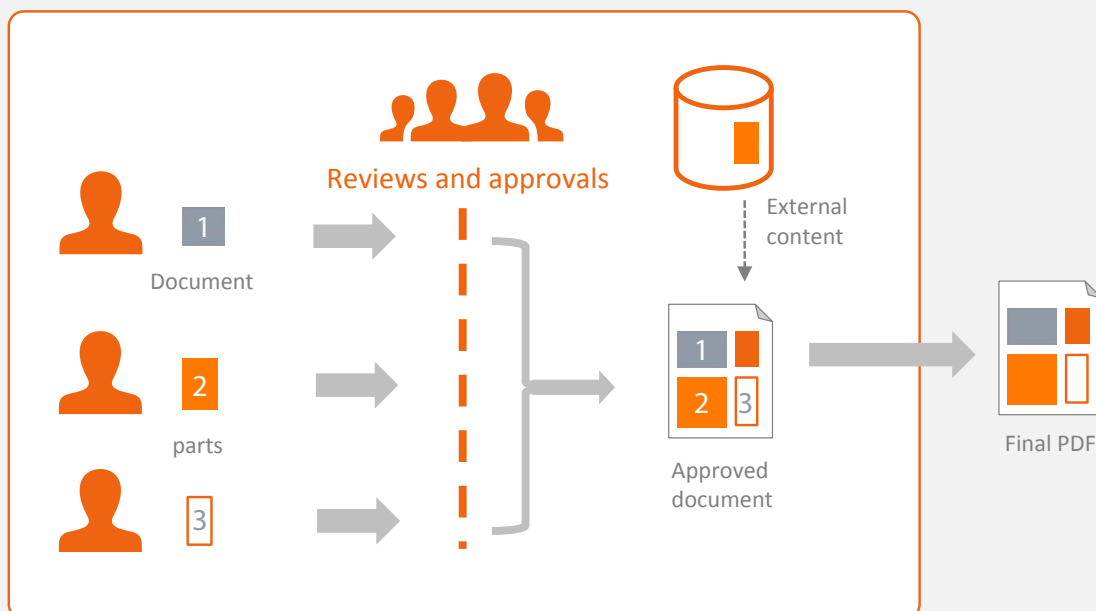 Reviews and approvals
1
Document
2
parts
3
External
content
1
2
3
Approved
document
Final PDF